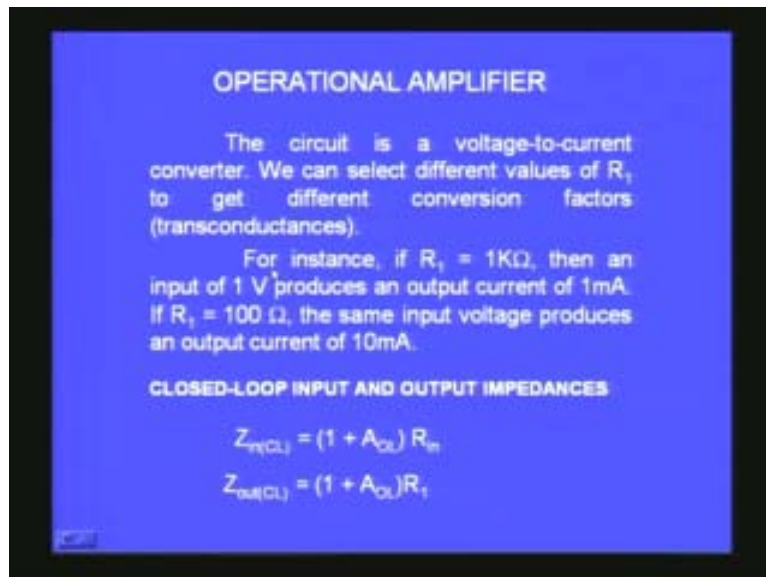 OPERATIONAL AMPLIFIER
The circuit is a voltage-to-current
converter. We can select different values of R₁
to get different conversion factors
(transconductances).
For instance, if R₁ = 1KΩ, then an
input of 1 V produces an output current of 1mA.
If R₁ = 100 Ω, the same input voltage produces
an output current of 10mA.
CLOSED-LOOP INPUT AND OUTPUT IMPEDANCES
Zin(CL) = (1 + AOL) Rin
Zout(CL) = (1 + AOL)R₁